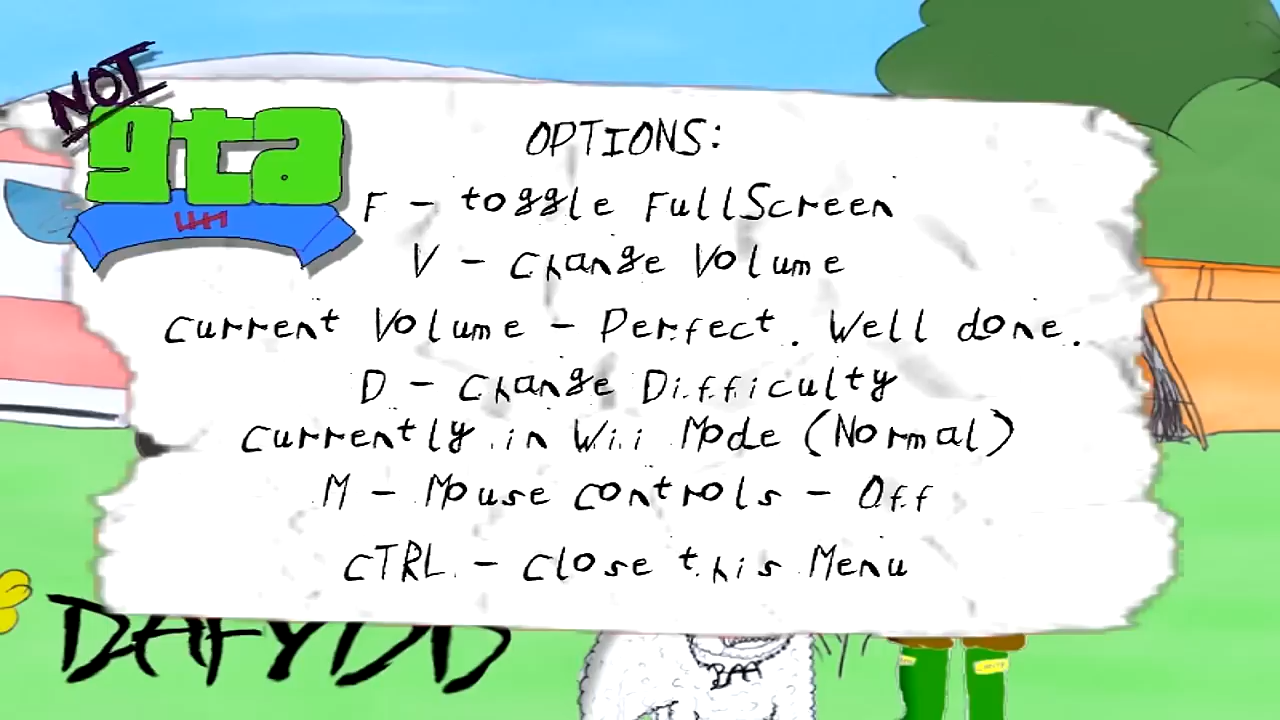 NOT
gta
OPTIONS:
F - toggle FullScreen
V - Change Volume
Current Volume - Perfect. Well done.
D - Change Difficulty
Currently in Wii Mode (Normal)
M - Mouse Controls - Off
CTRL - Close this Menu
DAFYDD
BAA